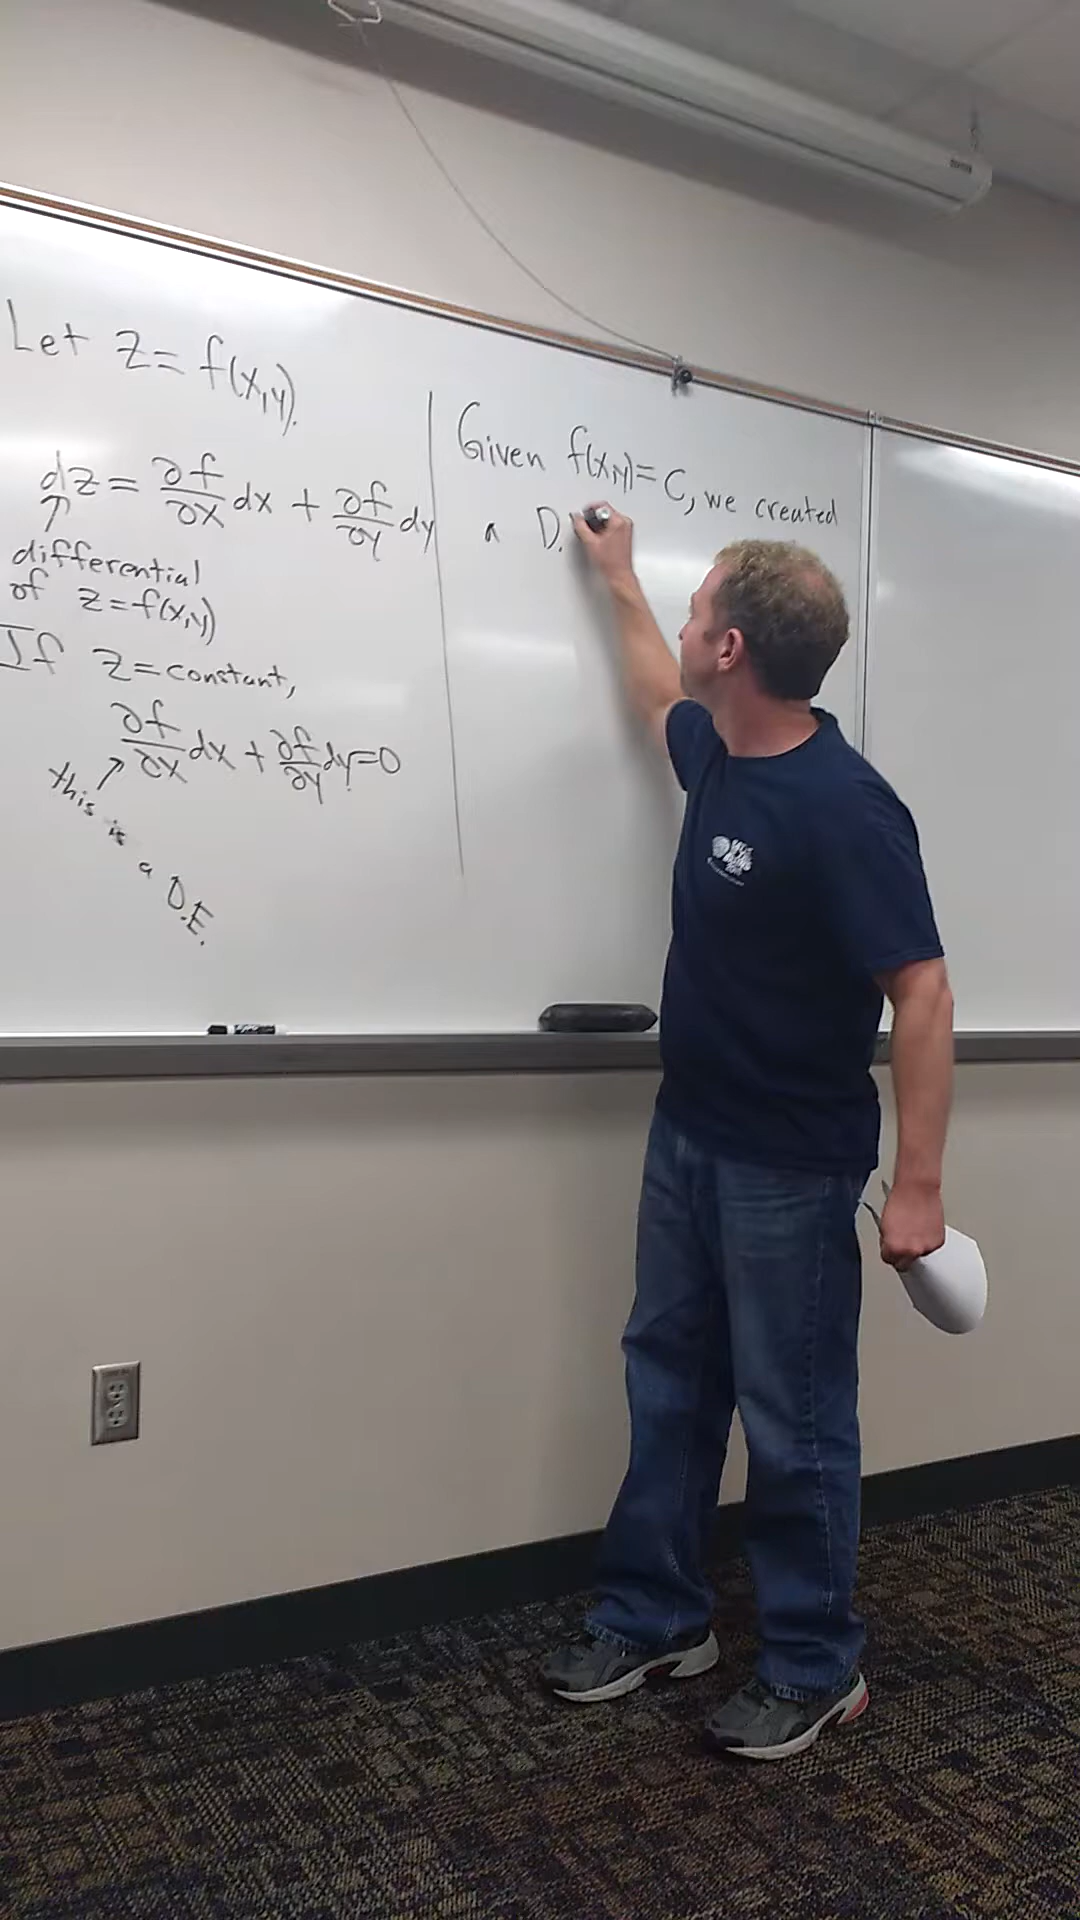 Let z = f(x,y).
dz = ∂f/∂x dx + ∂f/∂y dy
↑
differential
of z = f(x,y)
If z = constant,
∂f/∂x dx + ∂f/∂y dy = 0
this is a D.E.
Given f(x,y) = C, we created
a D.